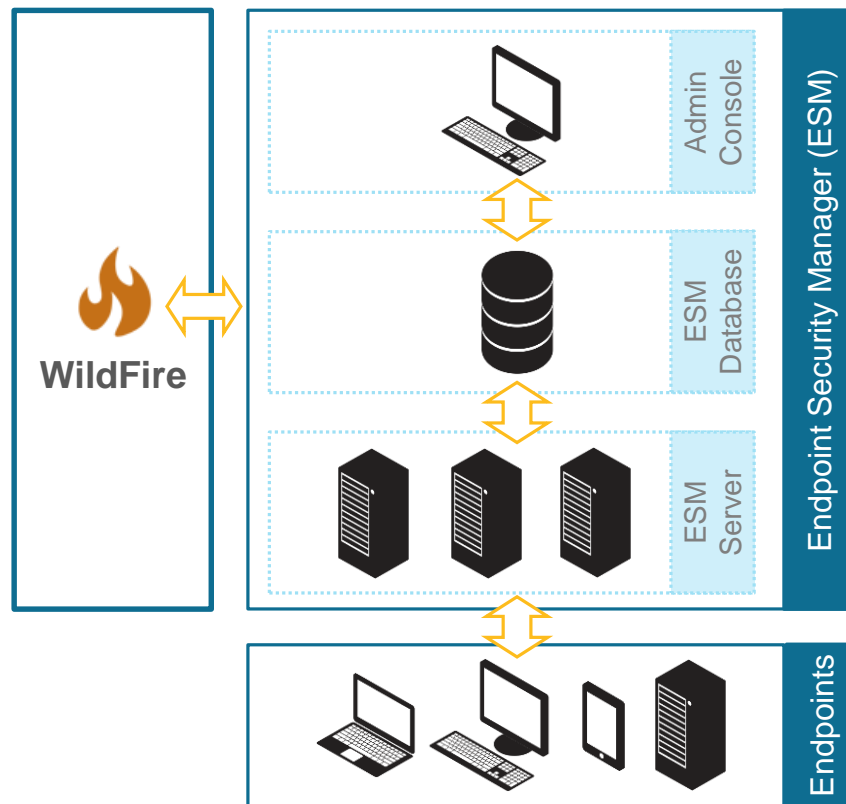 WildFire
Admin
Console
ESM
Database
ESM
Server
Endpoint Security Manager (ESM)
Endpoints